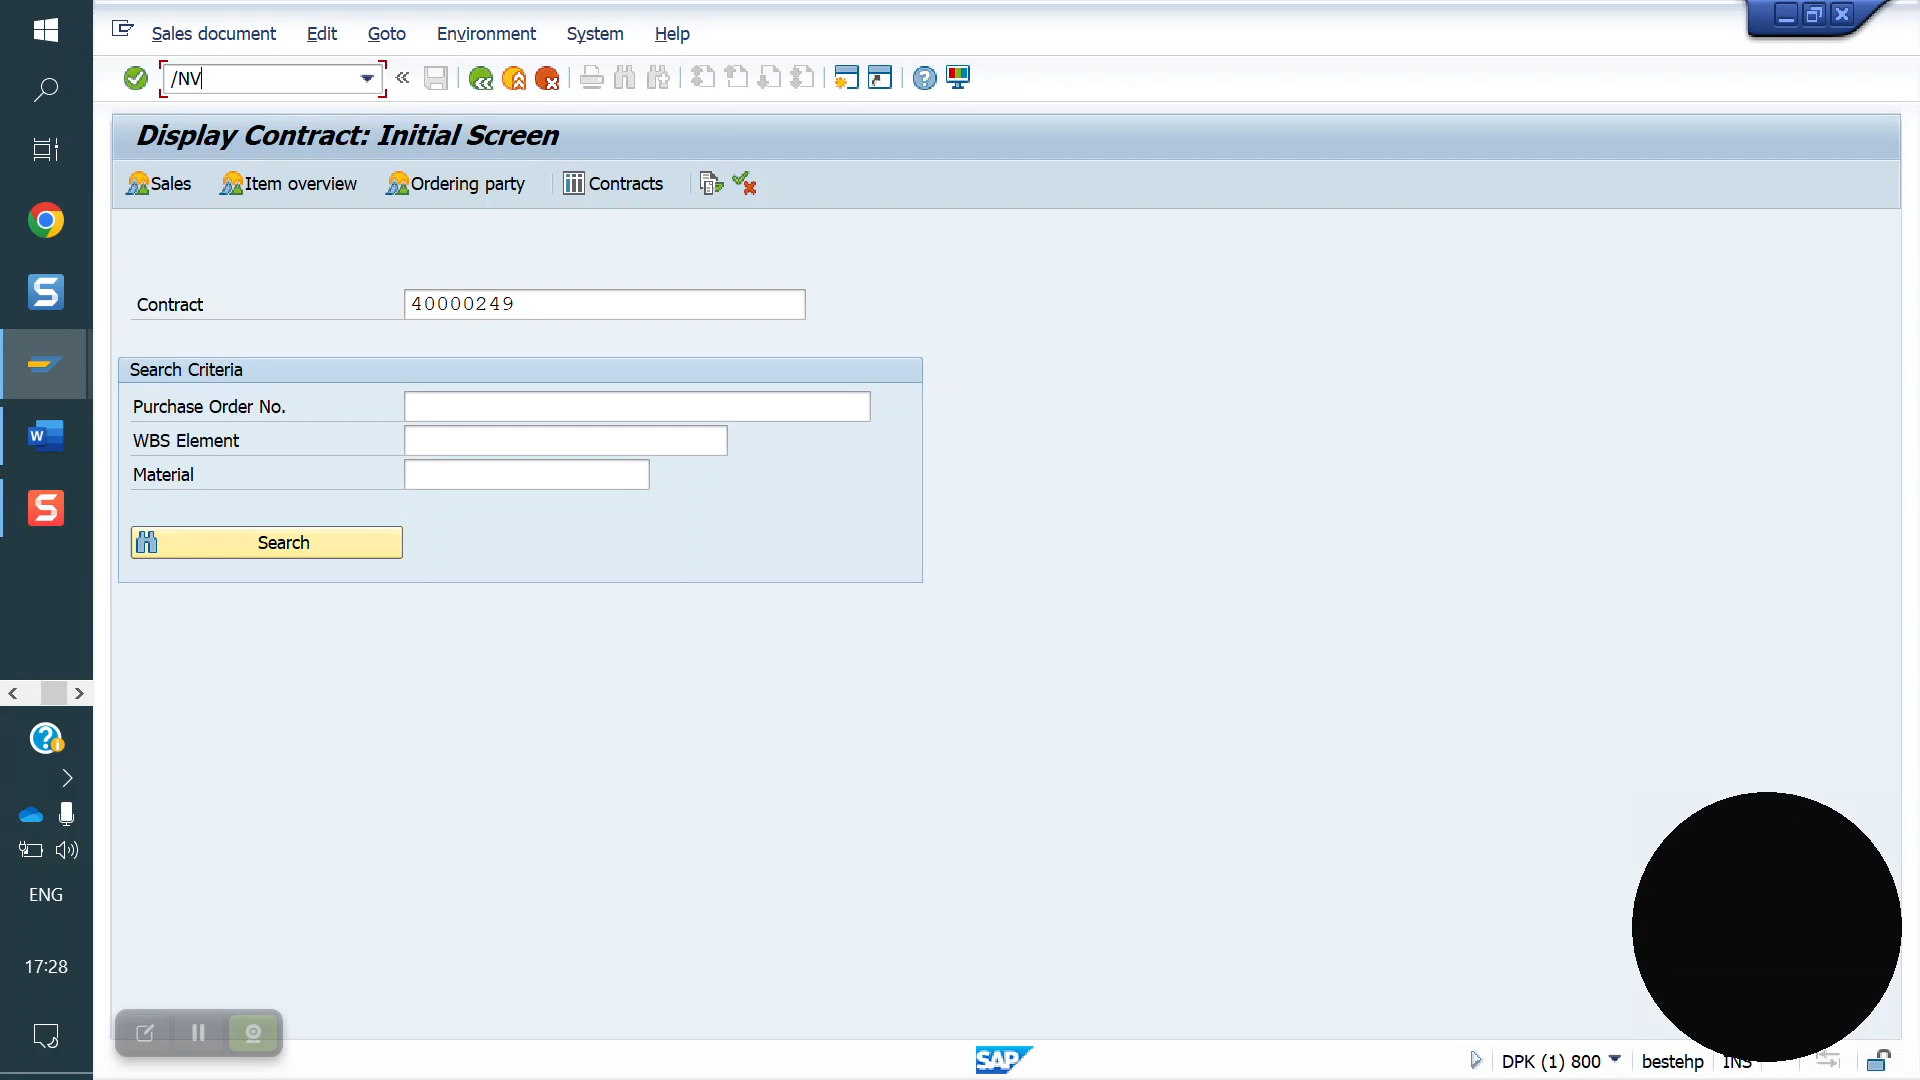 Sales document Edit Goto Environment System Help
/NV
Display Contract: Initial Screen
Sales Item overview Ordering party Contracts
Contract 40000249
Search Criteria
Purchase Order No.
WBS Element
Material
Search
ENG
17:28
SAP DPK (1) 800 bestehp INS